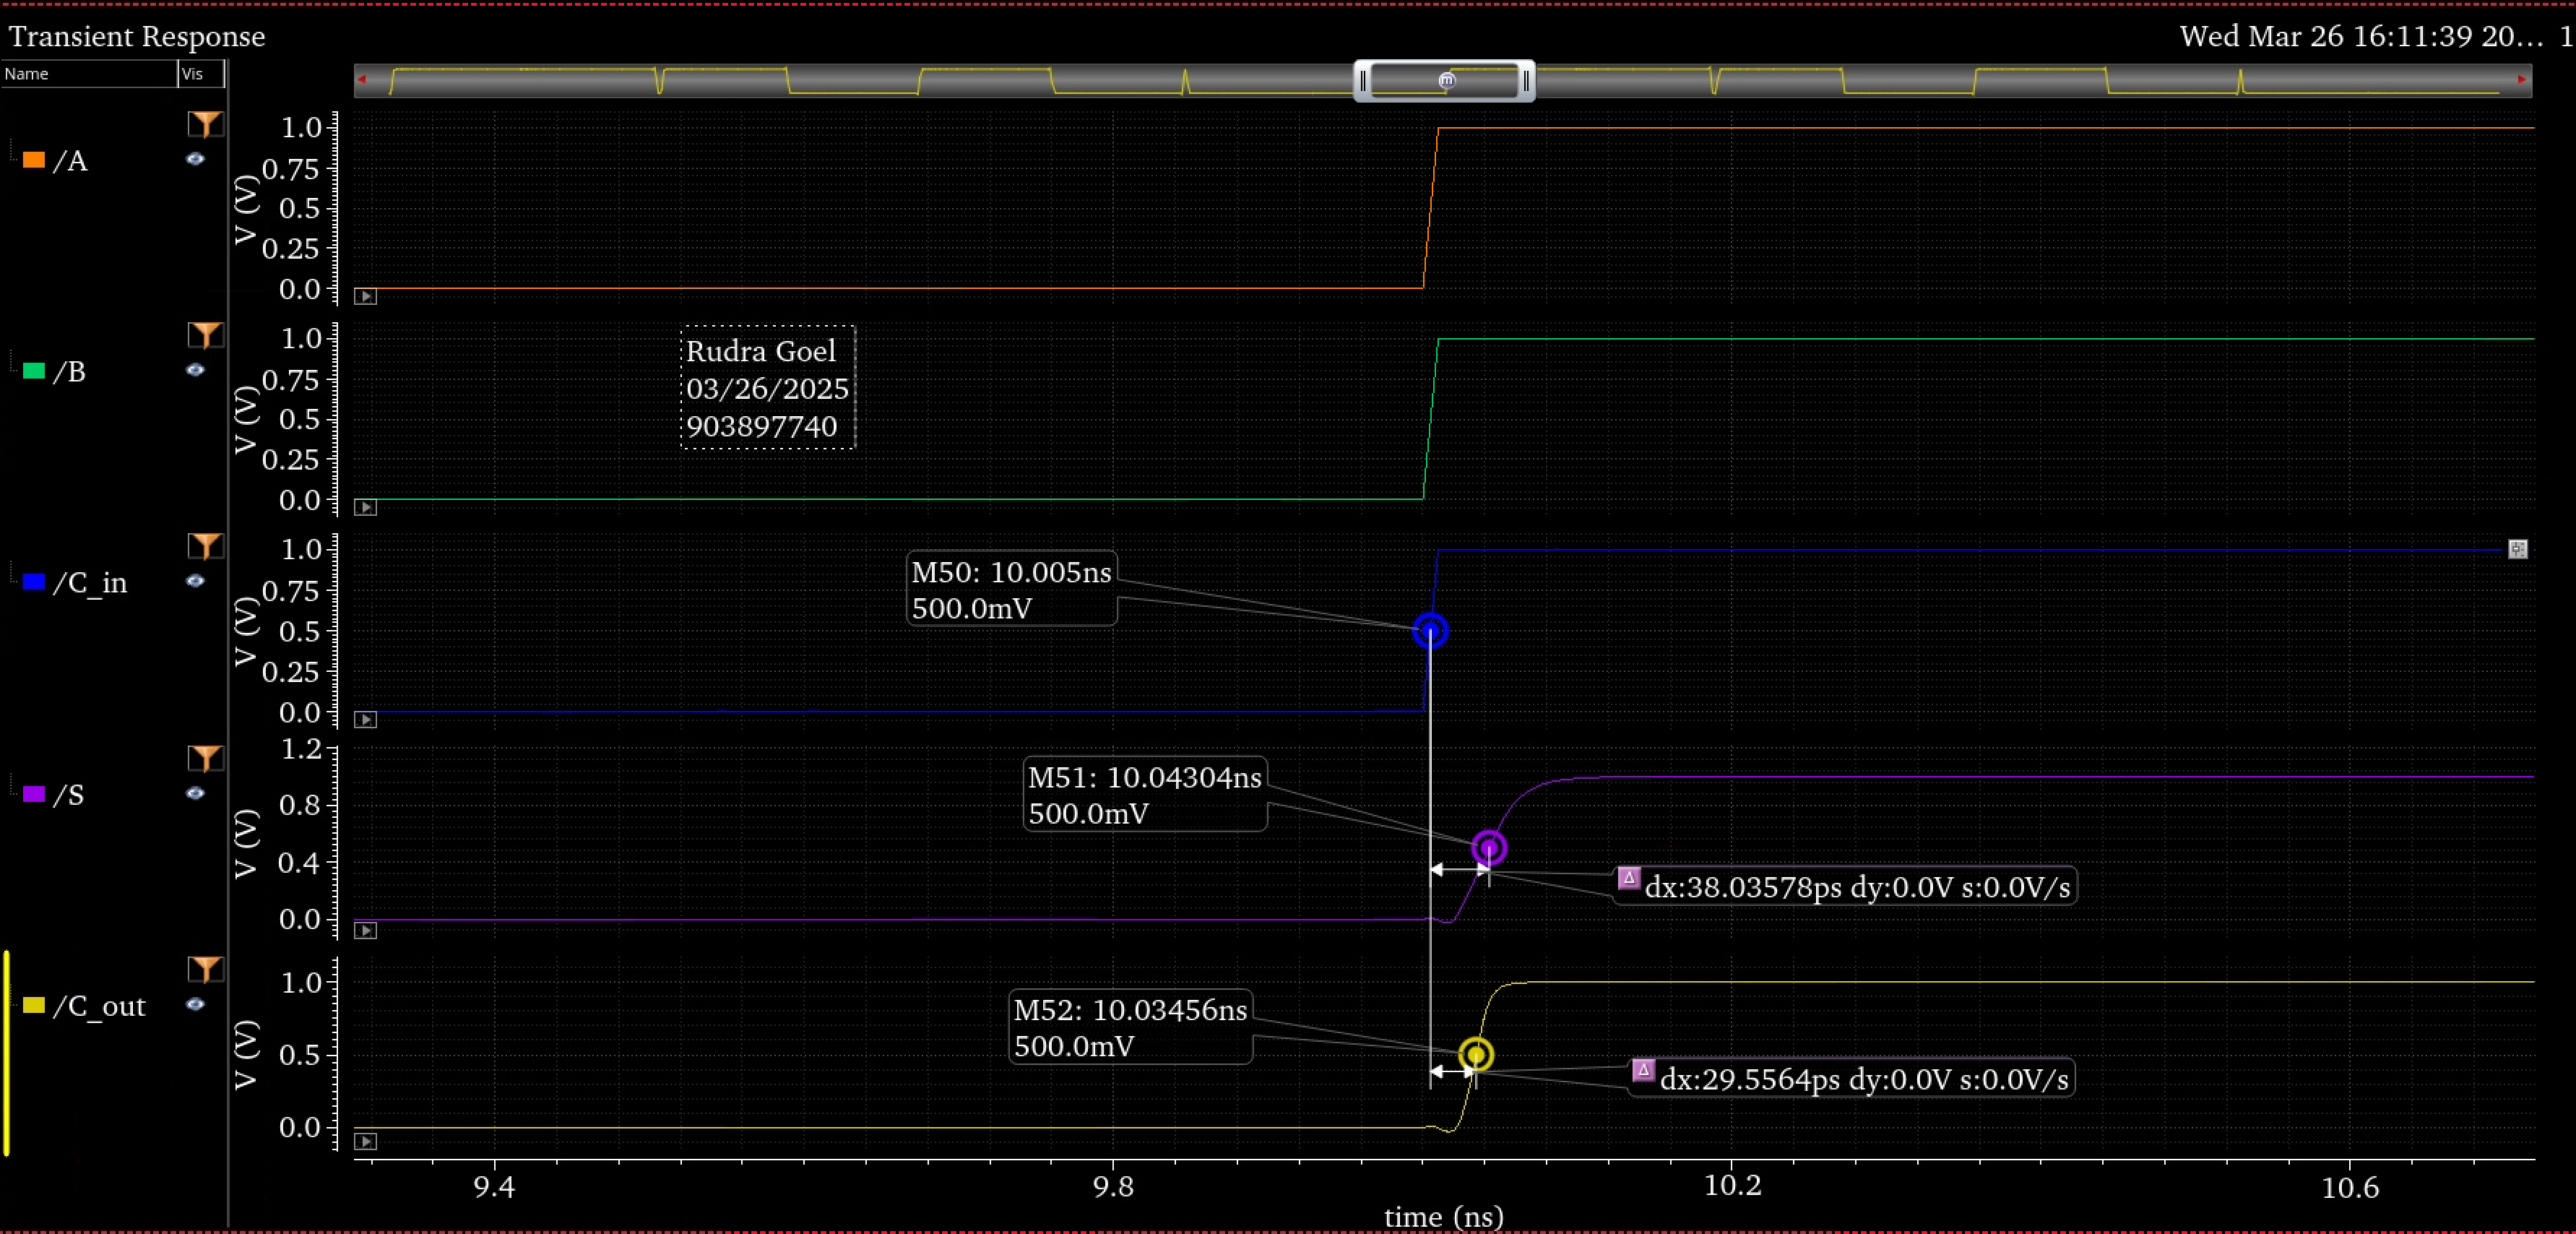 Transient Response
Wed Mar 26 16:11:39 20... 1
Name Vis
/A
V (V)
1.0
0.75
0.5
0.25
0.0
/B
V (V)
1.0
0.75
0.5
0.25
0.0
Rudra Goel
03/26/2025
903897740
/C_in
V (V)
1.0
0.75
0.5
0.25
0.0
M50: 10.005ns
500.0mV
/S
V (V)
1.2
0.8
0.4
0.0
M51: 10.04304ns
500.0mV
dx:38.03578ps dy:0.0V s:0.0V/s
/C_out
V (V)
1.0
0.5
0.0
M52: 10.03456ns
500.0mV
dx:29.5564ps dy:0.0V s:0.0V/s
9.4 9.8 10.2 10.6
time (ns)